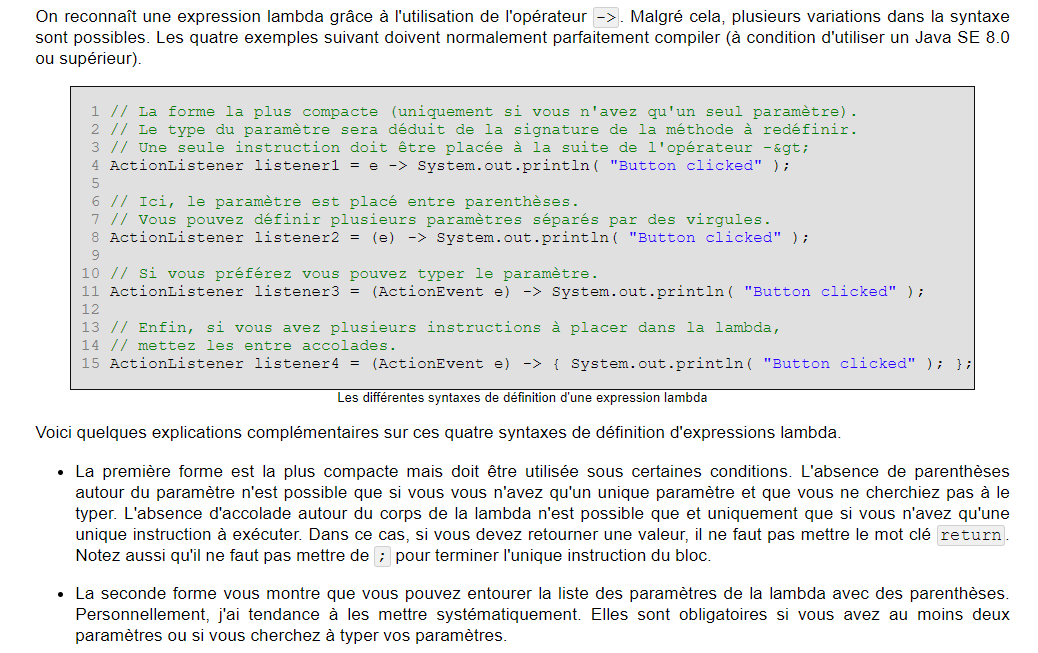 On reconnaît une expression lambda grâce à l'utilisation de l'opérateur ->. Malgré cela, plusieurs variations dans la syntaxe
sont possibles. Les quatre exemples suivant doivent normalement parfaitement compiler (à condition d'utiliser un Java SE 8.0
ou supérieur).
1 // La forme la plus compacte (uniquement si vous n'avez qu'un seul paramètre).
2 // Le type du paramètre sera déduit de la signature de la méthode à redéfinir.
3 // Une seule instruction doit être placée à la suite de l'opérateur -&gt;
4 ActionListener listener1 = e -> System.out.println( "Button clicked" );
5
6 // Ici, le paramètre est placé entre parenthèses.
7 // Vous pouvez définir plusieurs paramètres séparés par des virgules.
8 ActionListener listener2 = (e) -> System.out.println( "Button clicked" );
9
10 // Si vous préférez vous pouvez typer le paramètre.
11 ActionListener listener3 = (ActionEvent e) -> System.out.println( "Button clicked" );
12
13 // Enfin, si vous avez plusieurs instructions à placer dans la lambda,
14 // mettez les entre accolades.
15 ActionListener listener4 = (ActionEvent e) -> { System.out.println( "Button clicked" ); };
Les différentes syntaxes de définition d'une expression lambda
Voici quelques explications complémentaires sur ces quatre syntaxes de définition d'expressions lambda.
• La première forme est la plus compacte mais doit être utilisée sous certaines conditions. L'absence de parenthèses
autour du paramètre n'est possible que si vous vous n'avez qu'un unique paramètre et que vous ne cherchiez pas à le
typer. L'absence d'accolade autour du corps de la lambda n'est possible que et uniquement que si vous n'avez qu'une
unique instruction à exécuter. Dans ce cas, si vous devez retourner une valeur, il ne faut pas mettre le mot clé return.
Notez aussi qu'il ne faut pas mettre de ; pour terminer l'unique instruction du bloc.
• La seconde forme vous montre que vous pouvez entourer la liste des paramètres de la lambda avec des parenthèses.
Personnellement, j'ai tendance à les mettre systématiquement. Elles sont obligatoires si vous avez au moins deux
paramètres ou si vous cherchez à typer vos paramètres.